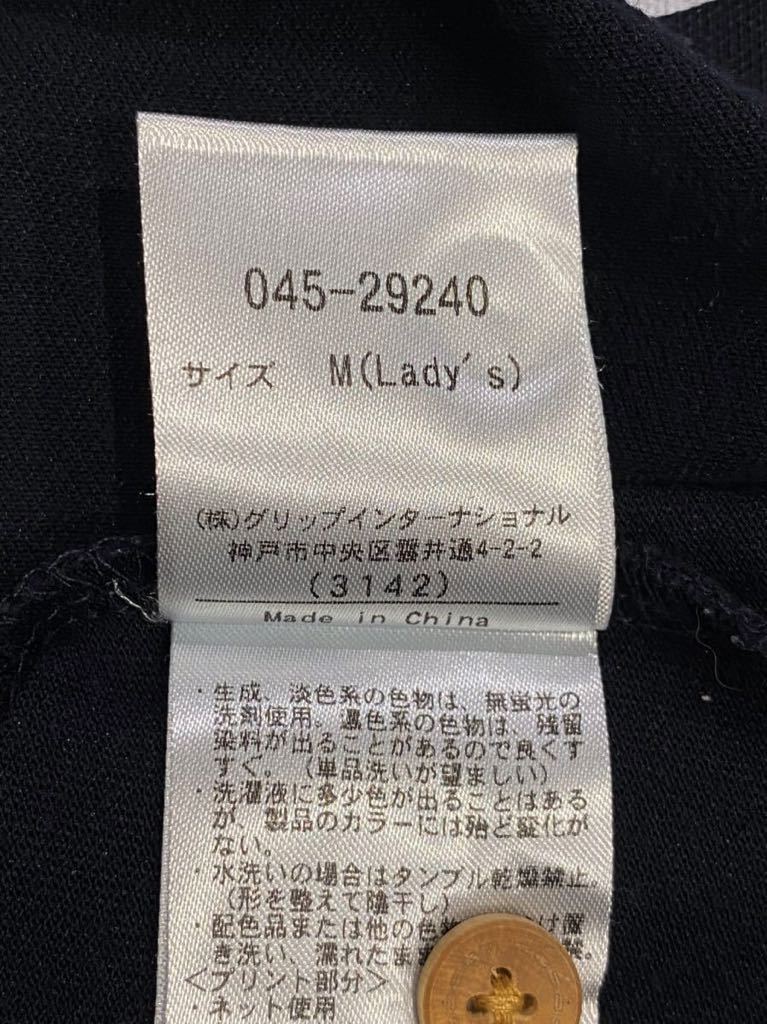 045-29240
サイズ M(Lady's)
(株)グリップインターナショナル
神戸市中央区雲井通4-2-2
(3142)
Made in China
・生成、淡色系の色物は、無蛍光の
洗剤使用。濃色系の色物は、残留
染料が出ることがあるので良くす
すぐ。(単品洗いが望ましい)
・洗濯液に多少色が出ることはある
が、製品のカラーには殆ど変化が
ない。
・水洗いの場合はタンブル乾燥禁止。
(形を整えて陰干し)
・配色品または他の色物 け置
き洗い、濡れたまま
<プリント部分>
・ネット使用